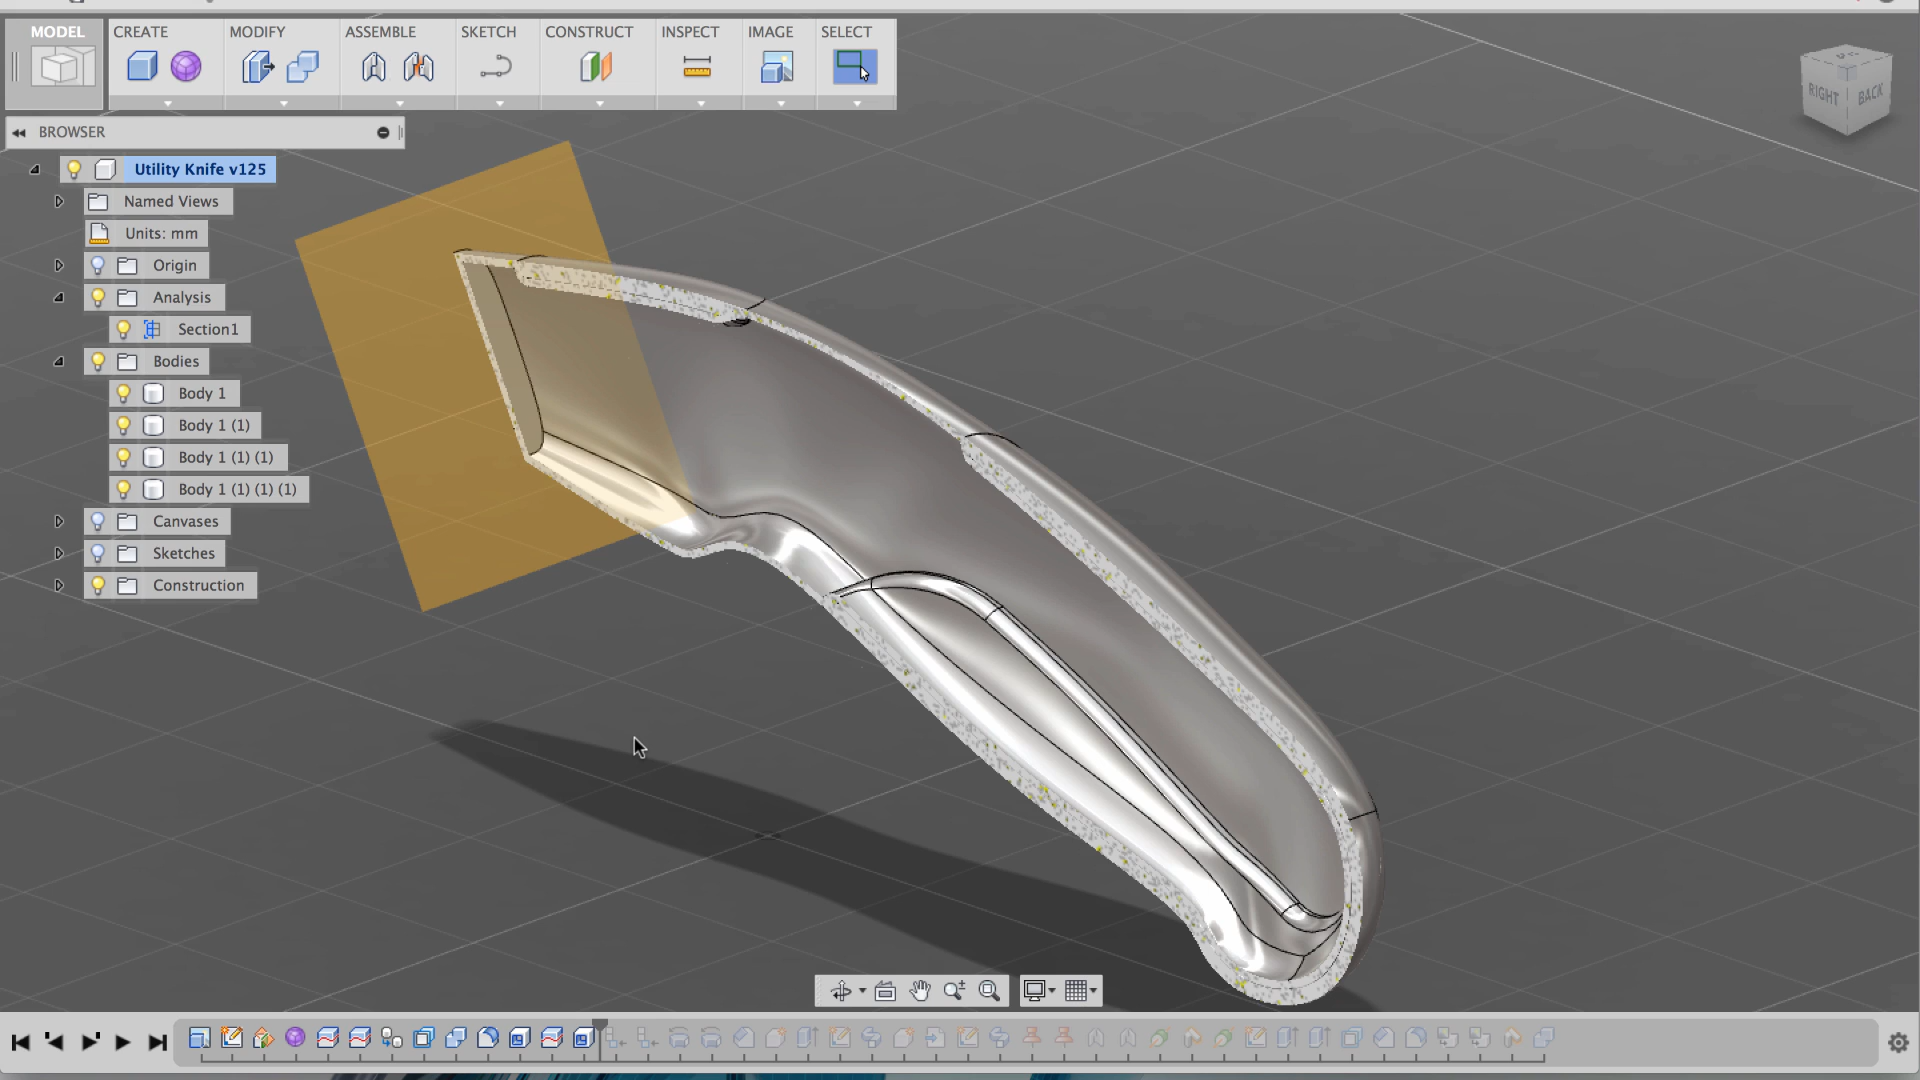 MODEL
CREATE
MODIFY
ASSEMBLE
SKETCH
CONSTRUCT
INSPECT
IMAGE
SELECT
RIGHT
BACK
BROWSER
Utility Knife v125
Named Views
Units: mm
Origin
Analysis
Section1
Bodies
Body 1
Body 1 (1)
Body 1 (1) (1)
Body 1 (1) (1) (1)
Canvases
Sketches
Construction